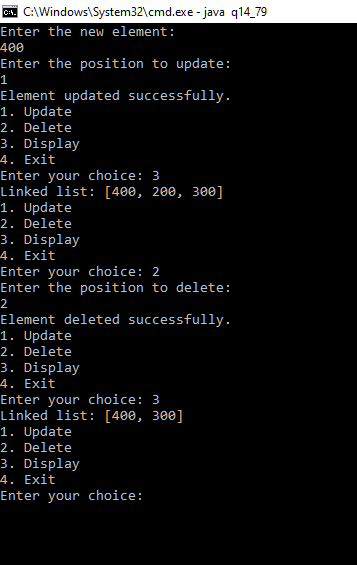 C:\Windows\System32\cmd.exe - java q14_79
Enter the new element:
400
Enter the position to update:
1
Element updated successfully.
1. Update
2. Delete
3. Display
4. Exit
Enter your choice: 3
Linked list: [400, 200, 300]
1. Update
2. Delete
3. Display
4. Exit
Enter your choice: 2
Enter the position to delete:
2
Element deleted successfully.
1. Update
2. Delete
3. Display
4. Exit
Enter your choice: 3
Linked list: [400, 300]
1. Update
2. Delete
3. Display
4. Exit
Enter your choice: